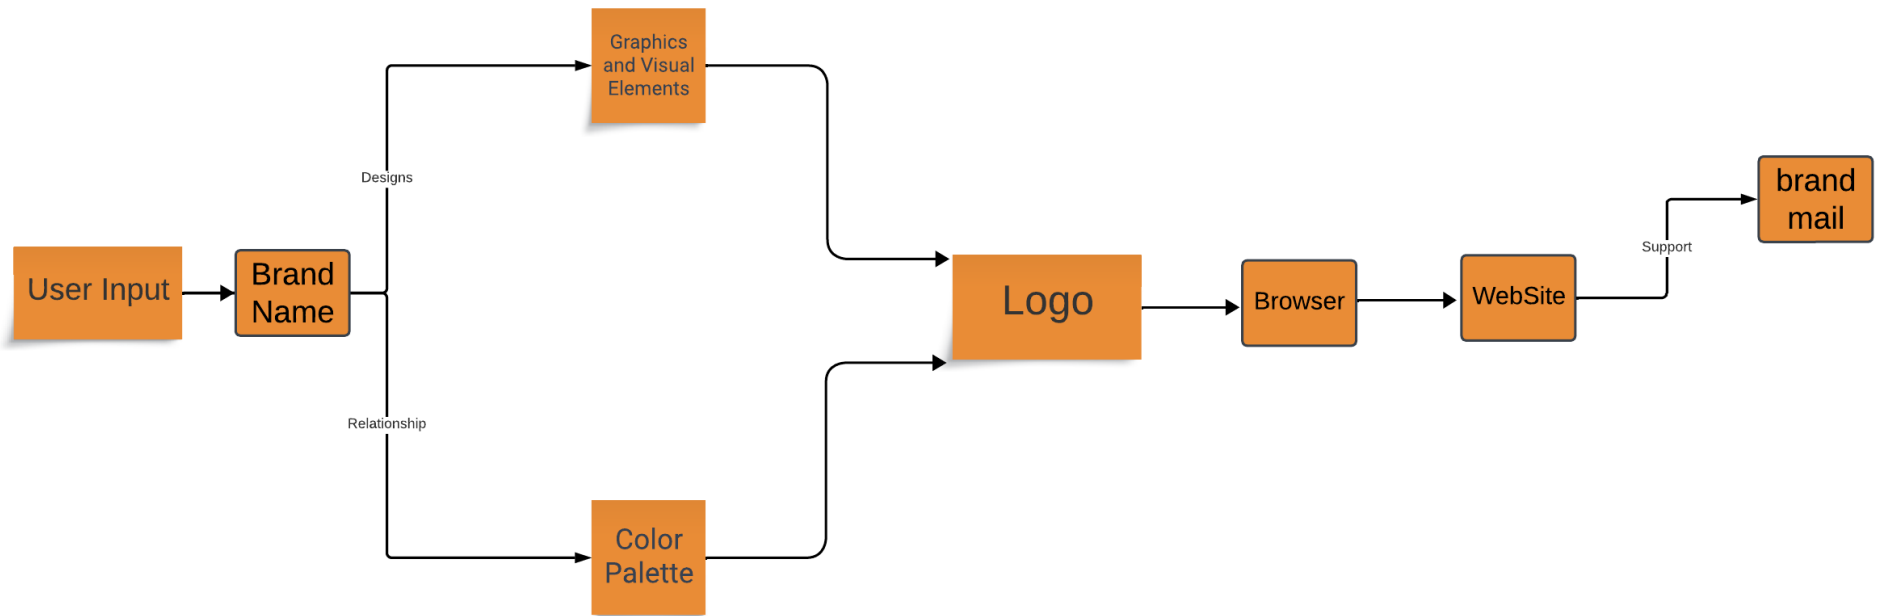 User Input
Brand
Name
Designs
Relationship
Graphics
and Visual
Elements
Color
Palette
Logo
Browser
WebSite
Support
brand
mail